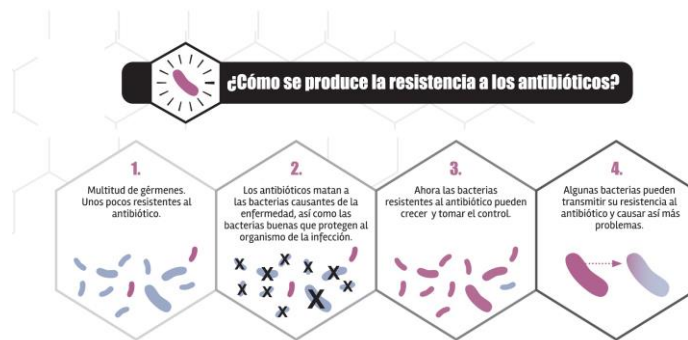 ¿Cómo se produce la resistencia a los antibióticos?
1.
Multitud de gérmenes.
Unos pocos resistentes al
antibiótico.
2.
Los antibióticos matan a
las bacterias causantes de la
enfermedad, así como las
bacterias buenas que protegen al
organismo de la infección.
X X X X X X X X X X X
3.
Ahora las bacterias
resistentes al antibiótico pueden
crecer y tomar el control.
4.
Algunas bacterias pueden
transmitir su resistencia al
antibiótico y causar así más
problemas.